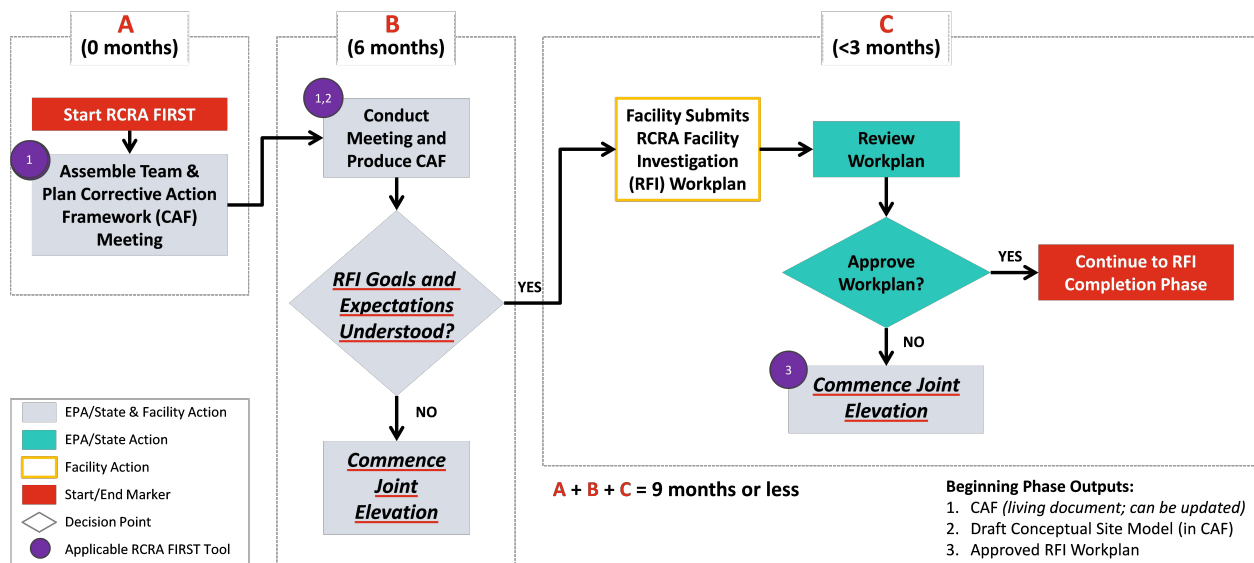 A
(0 months)
Start RCRA FIRST
1
Assemble Team &
Plan Corrective Action
Framework (CAF)
Meeting
B
(6 months)
1,2
Conduct
Meeting and
Produce CAF
RFI Goals and
Expectations
Understood?
YES
NO
Commence
Joint
Elevation
C
(<3 months)
Facility Submits
RCRA Facility
Investigation
(RFI) Workplan
Review
Workplan
Approve
Workplan?
YES
Continue to RFI
Completion Phase
NO
3
Commence Joint
Elevation
EPA/State & Facility Action
EPA/State Action
Facility Action
Start/End Marker
Decision Point
Applicable RCRA FIRST Tool
A + B + C = 9 months or less
Beginning Phase Outputs:
1. CAF (living document; can be updated)
2. Draft Conceptual Site Model (in CAF)
3. Approved RFI Workplan